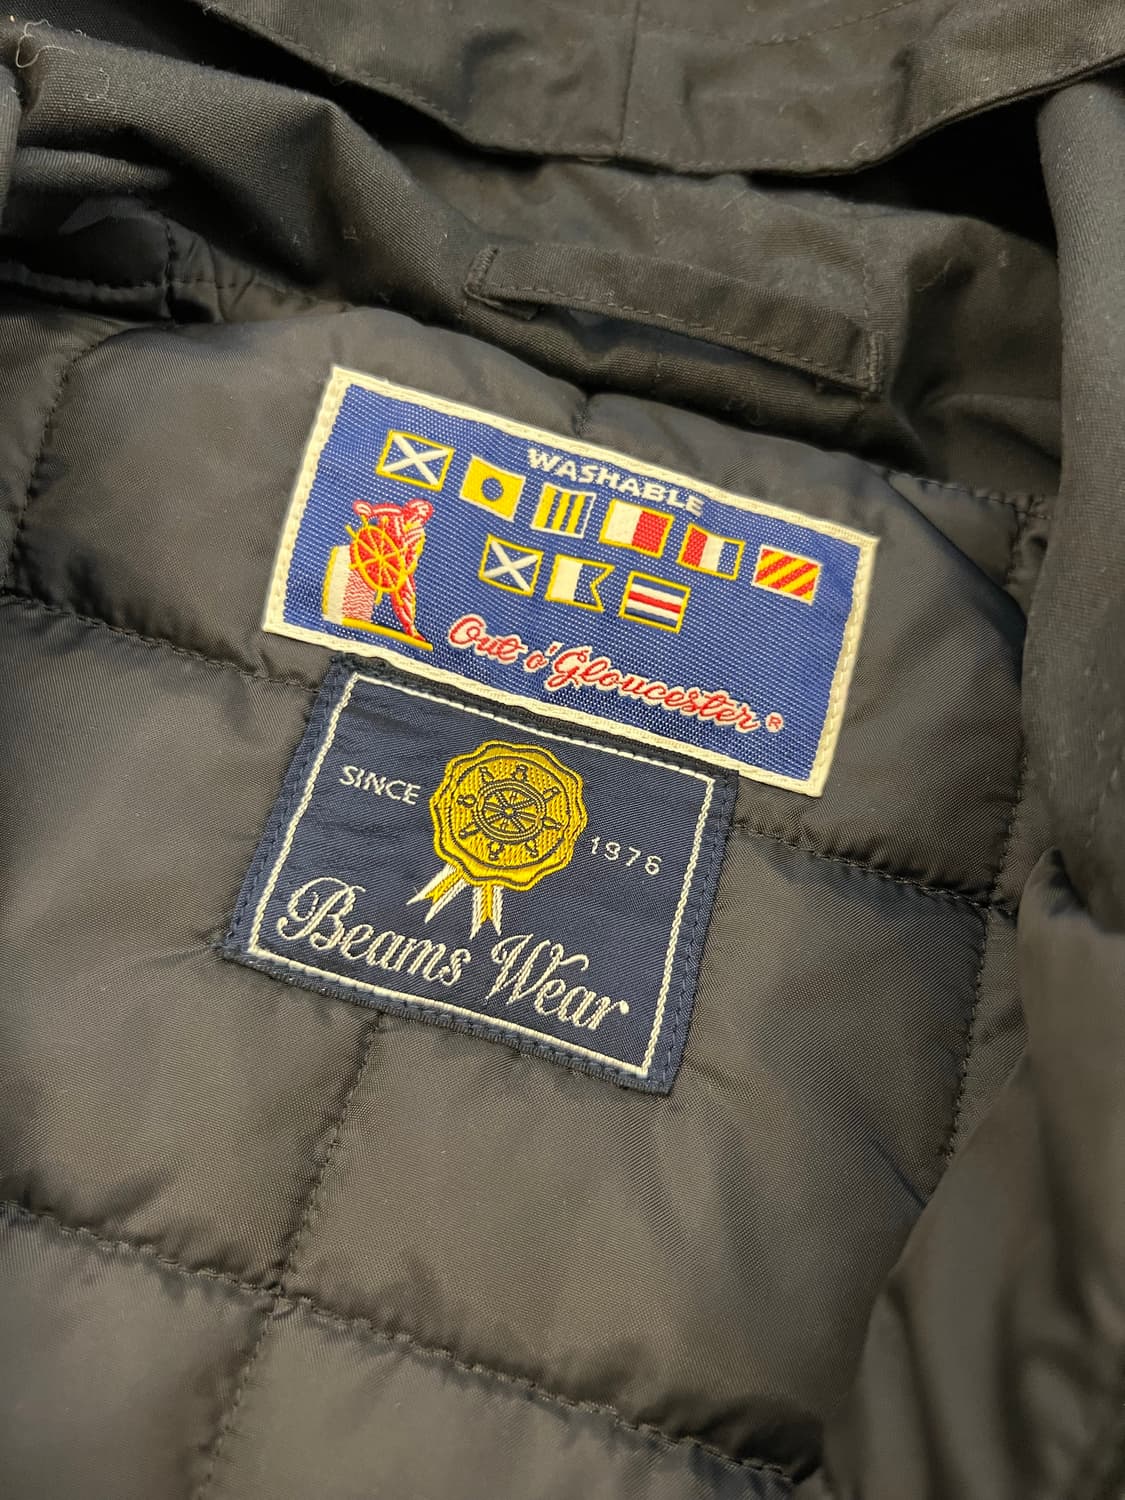 WASHABLE
Out o' Gloucester®
SINCE 1976
Beams Wear